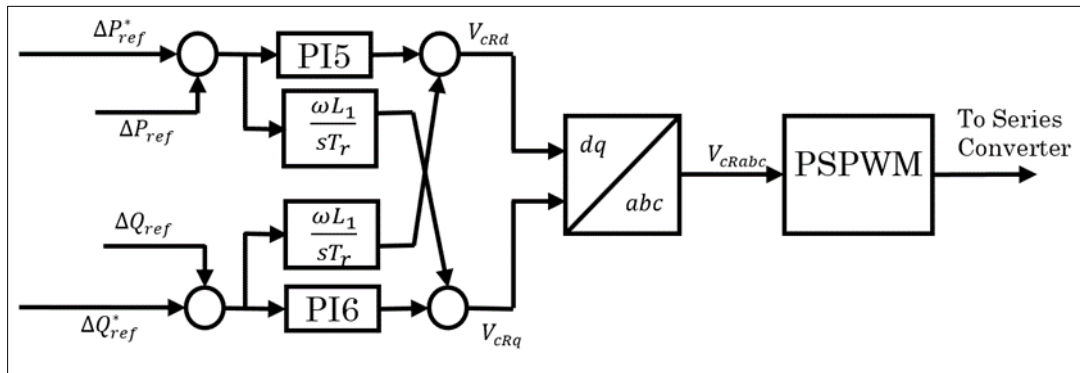 ΔP*ref
PI5
VcRd
ΔPref
ωL1
sTr
dq
abc
VcRabc
PSPWM
To Series
Converter
ΔQref
ωL1
sTr
PI6
ΔQ*ref
VcRq